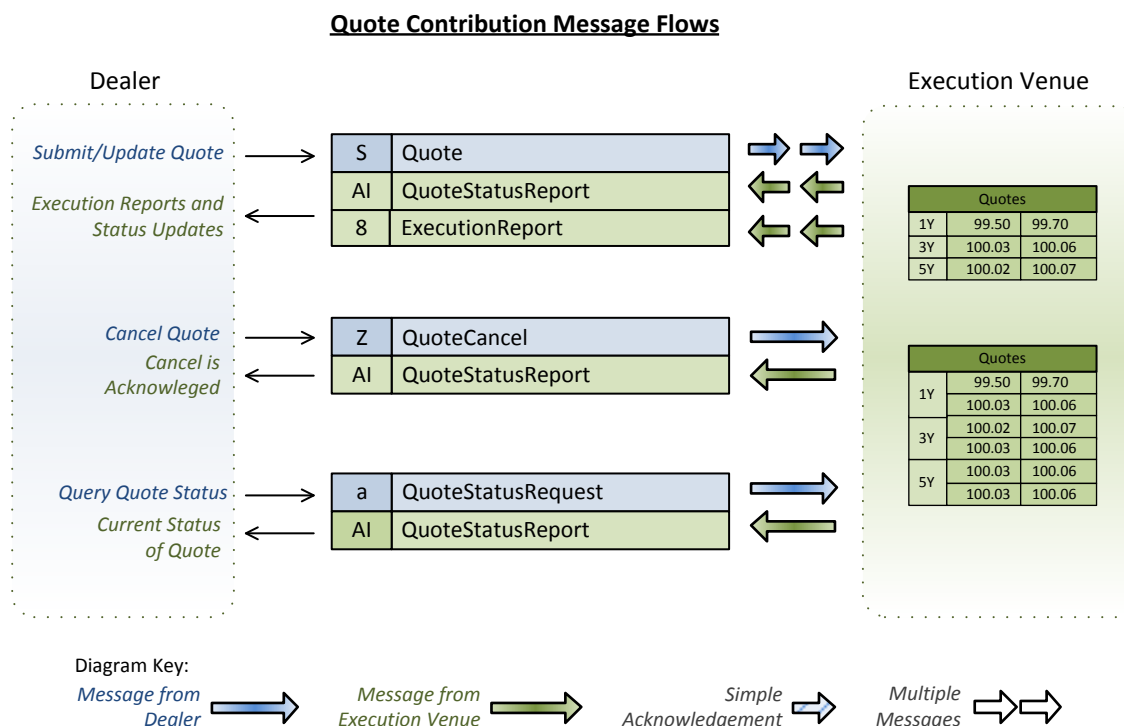 Quote Contribution Message Flows
Dealer
Execution Venue
Submit/Update Quote
S Quote
AI QuoteStatusReport
8 ExecutionReport
Execution Reports and
Status Updates
Quotes
1Y 99.50 99.70
3Y 100.03 100.06
5Y 100.02 100.07
Cancel Quote
Z QuoteCancel
Cancel is
Acknowleged
AI QuoteStatusReport
Quotes
1Y 99.50 99.70
100.03 100.06
3Y 100.02 100.07
100.03 100.06
5Y 100.03 100.06
100.03 100.06
Query Quote Status
a QuoteStatusRequest
Current Status
of Quote
AI QuoteStatusReport
Diagram Key:
Message from
Dealer
Message from
Execution Venue
Simple
Acknowledgement
Multiple
Messages